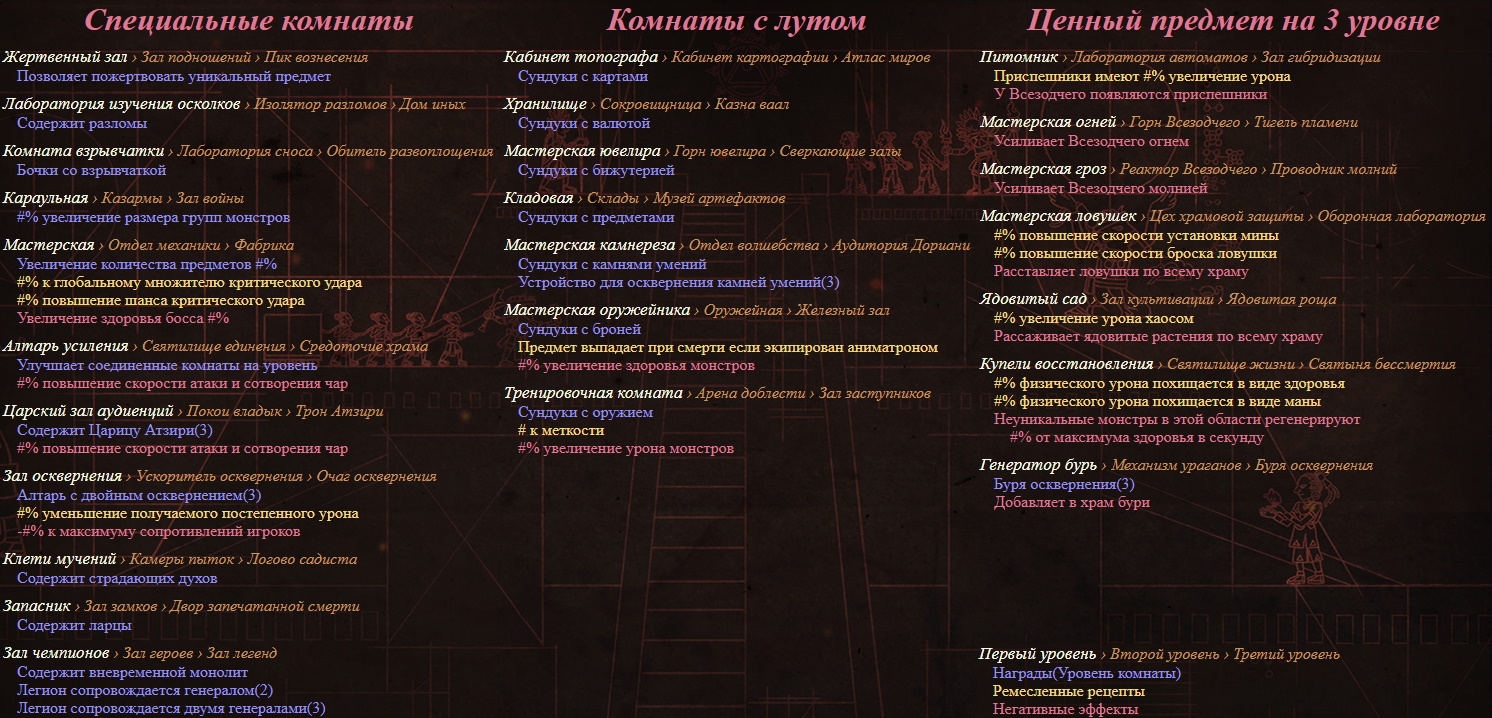 Специальные комнаты
Жертвенный зал › Зал подношений › Пик вознесения
Позволяет пожертвовать уникальный предмет
Лаборатория изучения осколков › Изолятор разломов › Дом иных
Содержит разломы
Комната взрывчатки › Лаборатория сноса › Обитель развоплощения
Бочки со взрывчаткой
Караульная › Казармы › Зал войны
#% увеличение размера групп монстров
Мастерская › Отдел механики › Фабрика
Увеличение количества предметов #%
#% к глобальному множителю критического удара
#% повышение шанса критического удара
Увеличение здоровья босса #%
Алтарь усиления › Святилище единения › Средоточие храма
Улучшает соединенные комнаты на уровень
#% повышение скорости атаки и сотворения чар
Царский зал аудиенций › Покои владык › Трон Атзири
Содержит Царицу Атзири(3)
#% повышение скорости атаки и сотворения чар
Зал осквернения › Ускоритель осквернения › Очаг осквернения
Алтарь с двойным осквернением(3)
#% уменьшение получаемого постепенного урона
-#% к максимуму сопротивлений игроков
Клети мучений › Камеры пыток › Логово садиста
Содержит страдающих духов
Запасник › Зал замков › Двор запечатанной смерти
Содержит ларцы
Зал чемпионов › Зал героев › Зал легенд
Содержит вневременной монолит
Легион сопровождается генералом(2)
Легион сопровождается двумя генералами(3)
Комнаты с лутом
Кабинет топографа › Кабинет картографии › Атлас миров
Сундуки с картами
Хранилище › Сокровищница › Казна ваал
Сундуки с валютой
Мастерская ювелира › Горн ювелира › Сверкающие залы
Сундуки с бижутерией
Кладовая › Склады › Музей артефактов
Сундуки с предметами
Мастерская камнереза › Отдел волшебства › Аудитория Дориани
Сундуки с камнями умений
Устройство для осквернения камней умений(3)
Мастерская оружейника › Оружейная › Железный зал
Сундуки с броней
Предмет выпадает при смерти если экипирован аниматроном
#% увеличение здоровья монстров
Тренировочная комната › Арена доблести › Зал заступников
Сундуки с оружием
# к меткости
#% увеличение урона монстров
Ценный предмет на 3 уровне
Питомник › Лаборатория автоматов › Зал гибридизации
Приспешники имеют #% увеличение урона
У Всезодчего появляются приспешники
Мастерская огней › Горн Всезодчего › Тигель пламени
Усиливает Всезодчего огнем
Мастерская гроз › Реактор Всезодчего › Проводник молний
Усиливает Всезодчего молнией
Мастерская ловушек › Цех храмовой защиты › Оборонная лаборатория
#% повышение скорости установки мины
#% повышение скорости броска ловушки
Расставляет ловушки по всему храму
Ядовитый сад › Зал культивации › Ядовитая роща
#% увеличение урона хаосом
Рассаживает ядовитые растения по всему храму
Купели восстановления › Святилище жизни › Святыня бессмертия
#% физического урона похищается в виде здоровья
#% физического урона похищается в виде маны
Неуникальные монстры в этой области регенерируют
#% от максимума здоровья в секунду
Генератор бурь › Механизм ураганов › Буря осквернения
Буря осквернения(3)
Добавляет в храм бури
Первый уровень › Второй уровень › Третий уровень
Награды(Уровень комнаты)
Ремесленные рецепты
Негативные эффекты